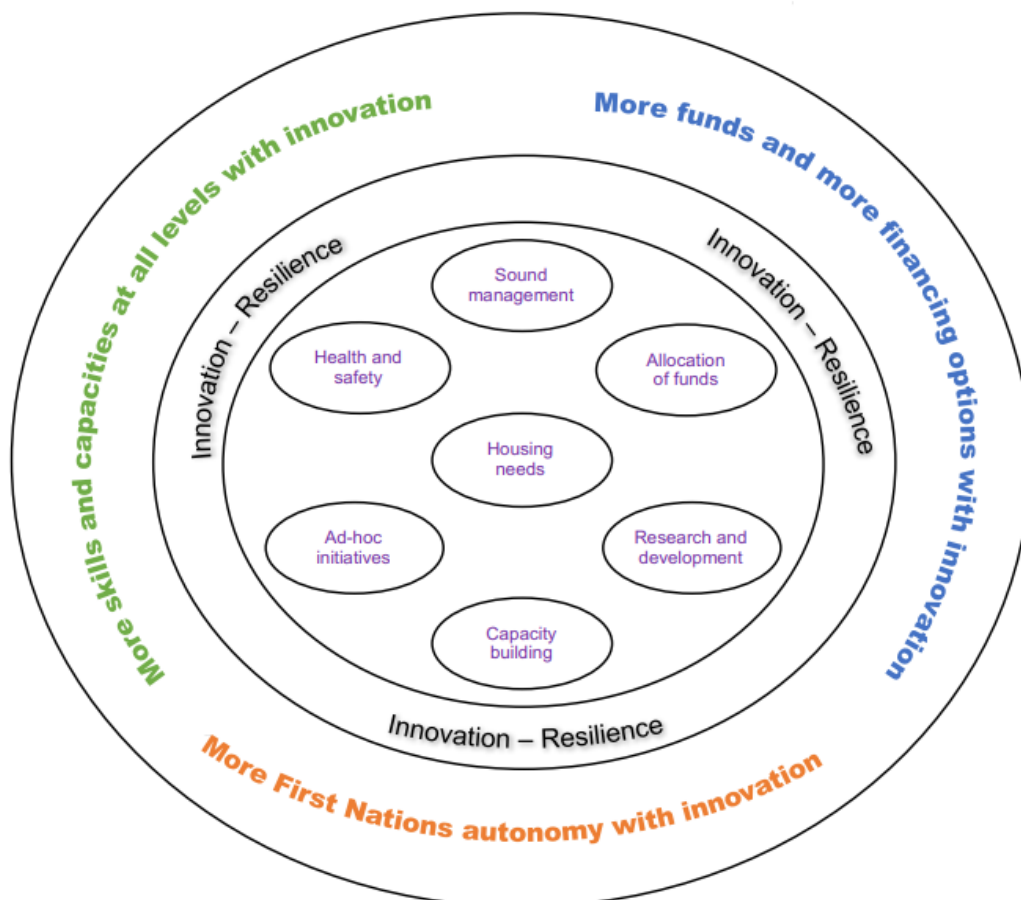 More skills and capacities at all levels with innovation
More funds and more financing options with innovation
Innovation – Resilience
Innovation – Resilience
Sound
management
Health and
safety
Allocation
of funds
Housing
needs
Ad-hoc
initiatives
Research and
development
Capacity
building
Innovation – Resilience
More First Nations autonomy with innovation